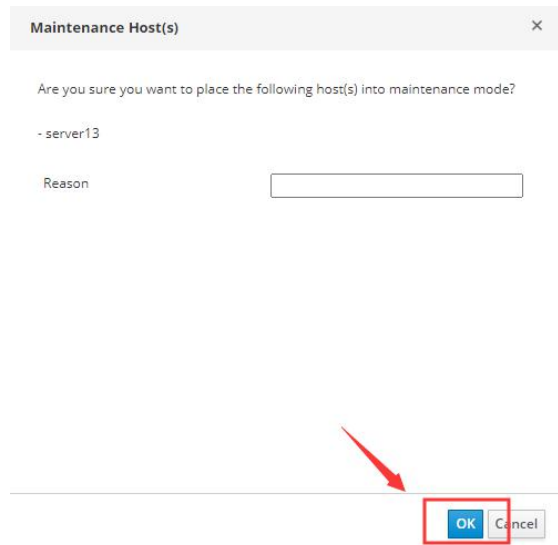 Maintenance Host(s)
Are you sure you want to place the following host(s) into maintenance mode?
- server13
Reason
OK Cancel